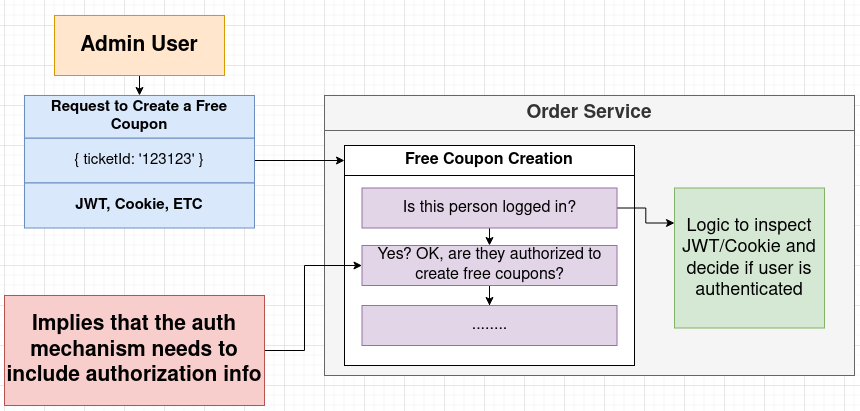 Admin User
Request to Create a Free
Coupon
{ ticketId: '123123' }
JWT, Cookie, ETC
Implies that the auth
mechanism needs to
include authorization info
Order Service
Free Coupon Creation
Is this person logged in?
Yes? OK, are they authorized to
create free coupons?
........
Logic to inspect
JWT/Cookie and
decide if user is
authenticated